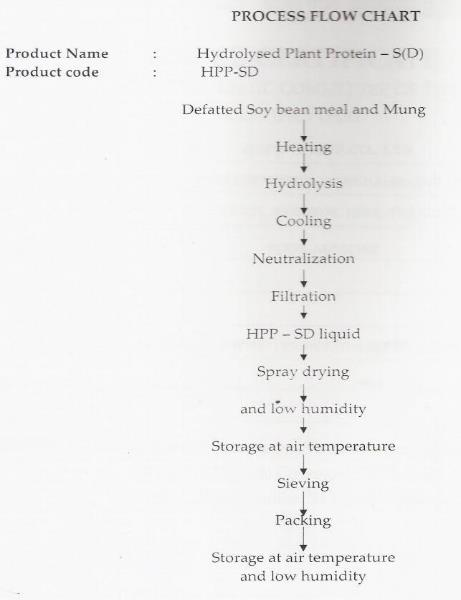 PROCESS FLOW CHART
Product Name : Hydrolysed Plant Protein – S(D)
Product code : HPP-SD
Defatted Soy bean meal and Mung
Heating
Hydrolysis
Cooling
Neutralization
Filtration
HPP – SD liquid
Spray drying
and low humidity
Storage at air temperature
Sieving
Packing
Storage at air temperature
and low humidity